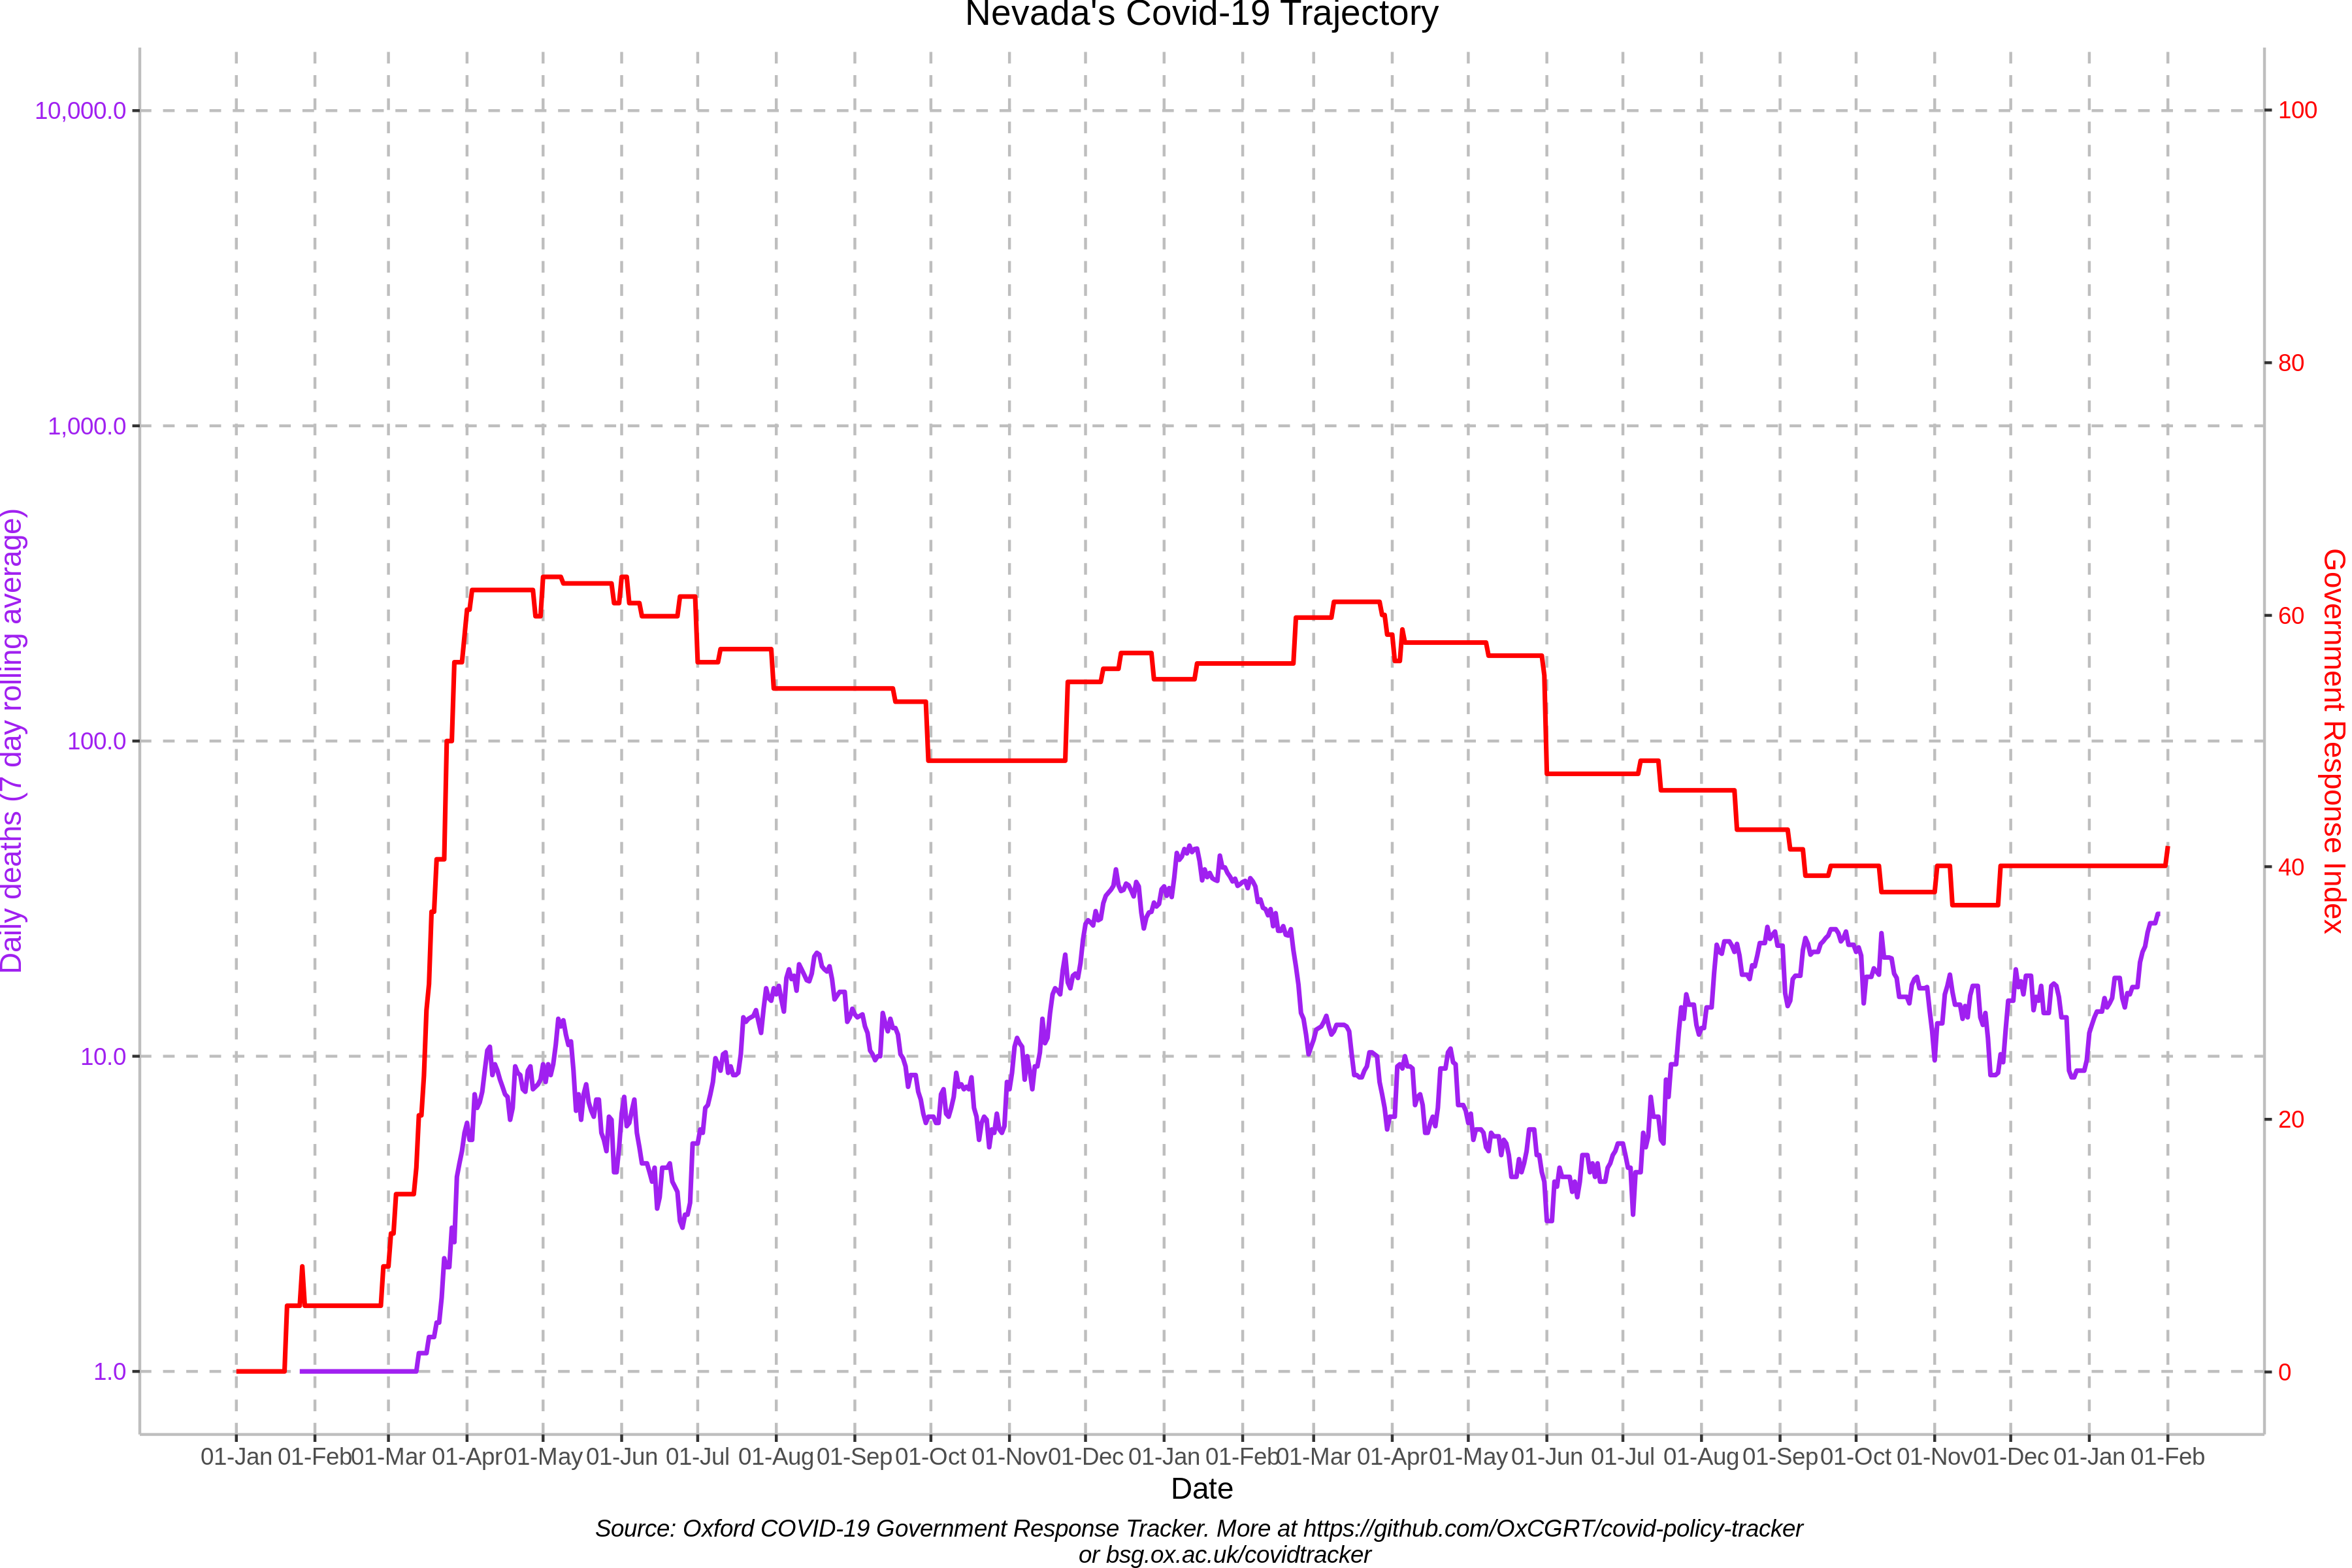 Nevada's Covid-19 Trajectory
10,000.0
1,000.0
100.0
10.0
1.0
Daily deaths (7 day rolling average)
100
80
60
40
20
0
Government Response Index
01-Jan 01-Feb 01-Mar 01-Apr 01-May 01-Jun 01-Jul 01-Aug 01-Sep 01-Oct 01-Nov 01-Dec 01-Jan 01-Feb 01-Mar 01-Apr 01-May 01-Jun 01-Jul 01-Aug 01-Sep 01-Oct 01-Nov 01-Dec 01-Jan 01-Feb
Date
Source: Oxford COVID-19 Government Response Tracker. More at https://github.com/OxCGRT/covid-policy-tracker
or bsg.ox.ac.uk/covidtracker